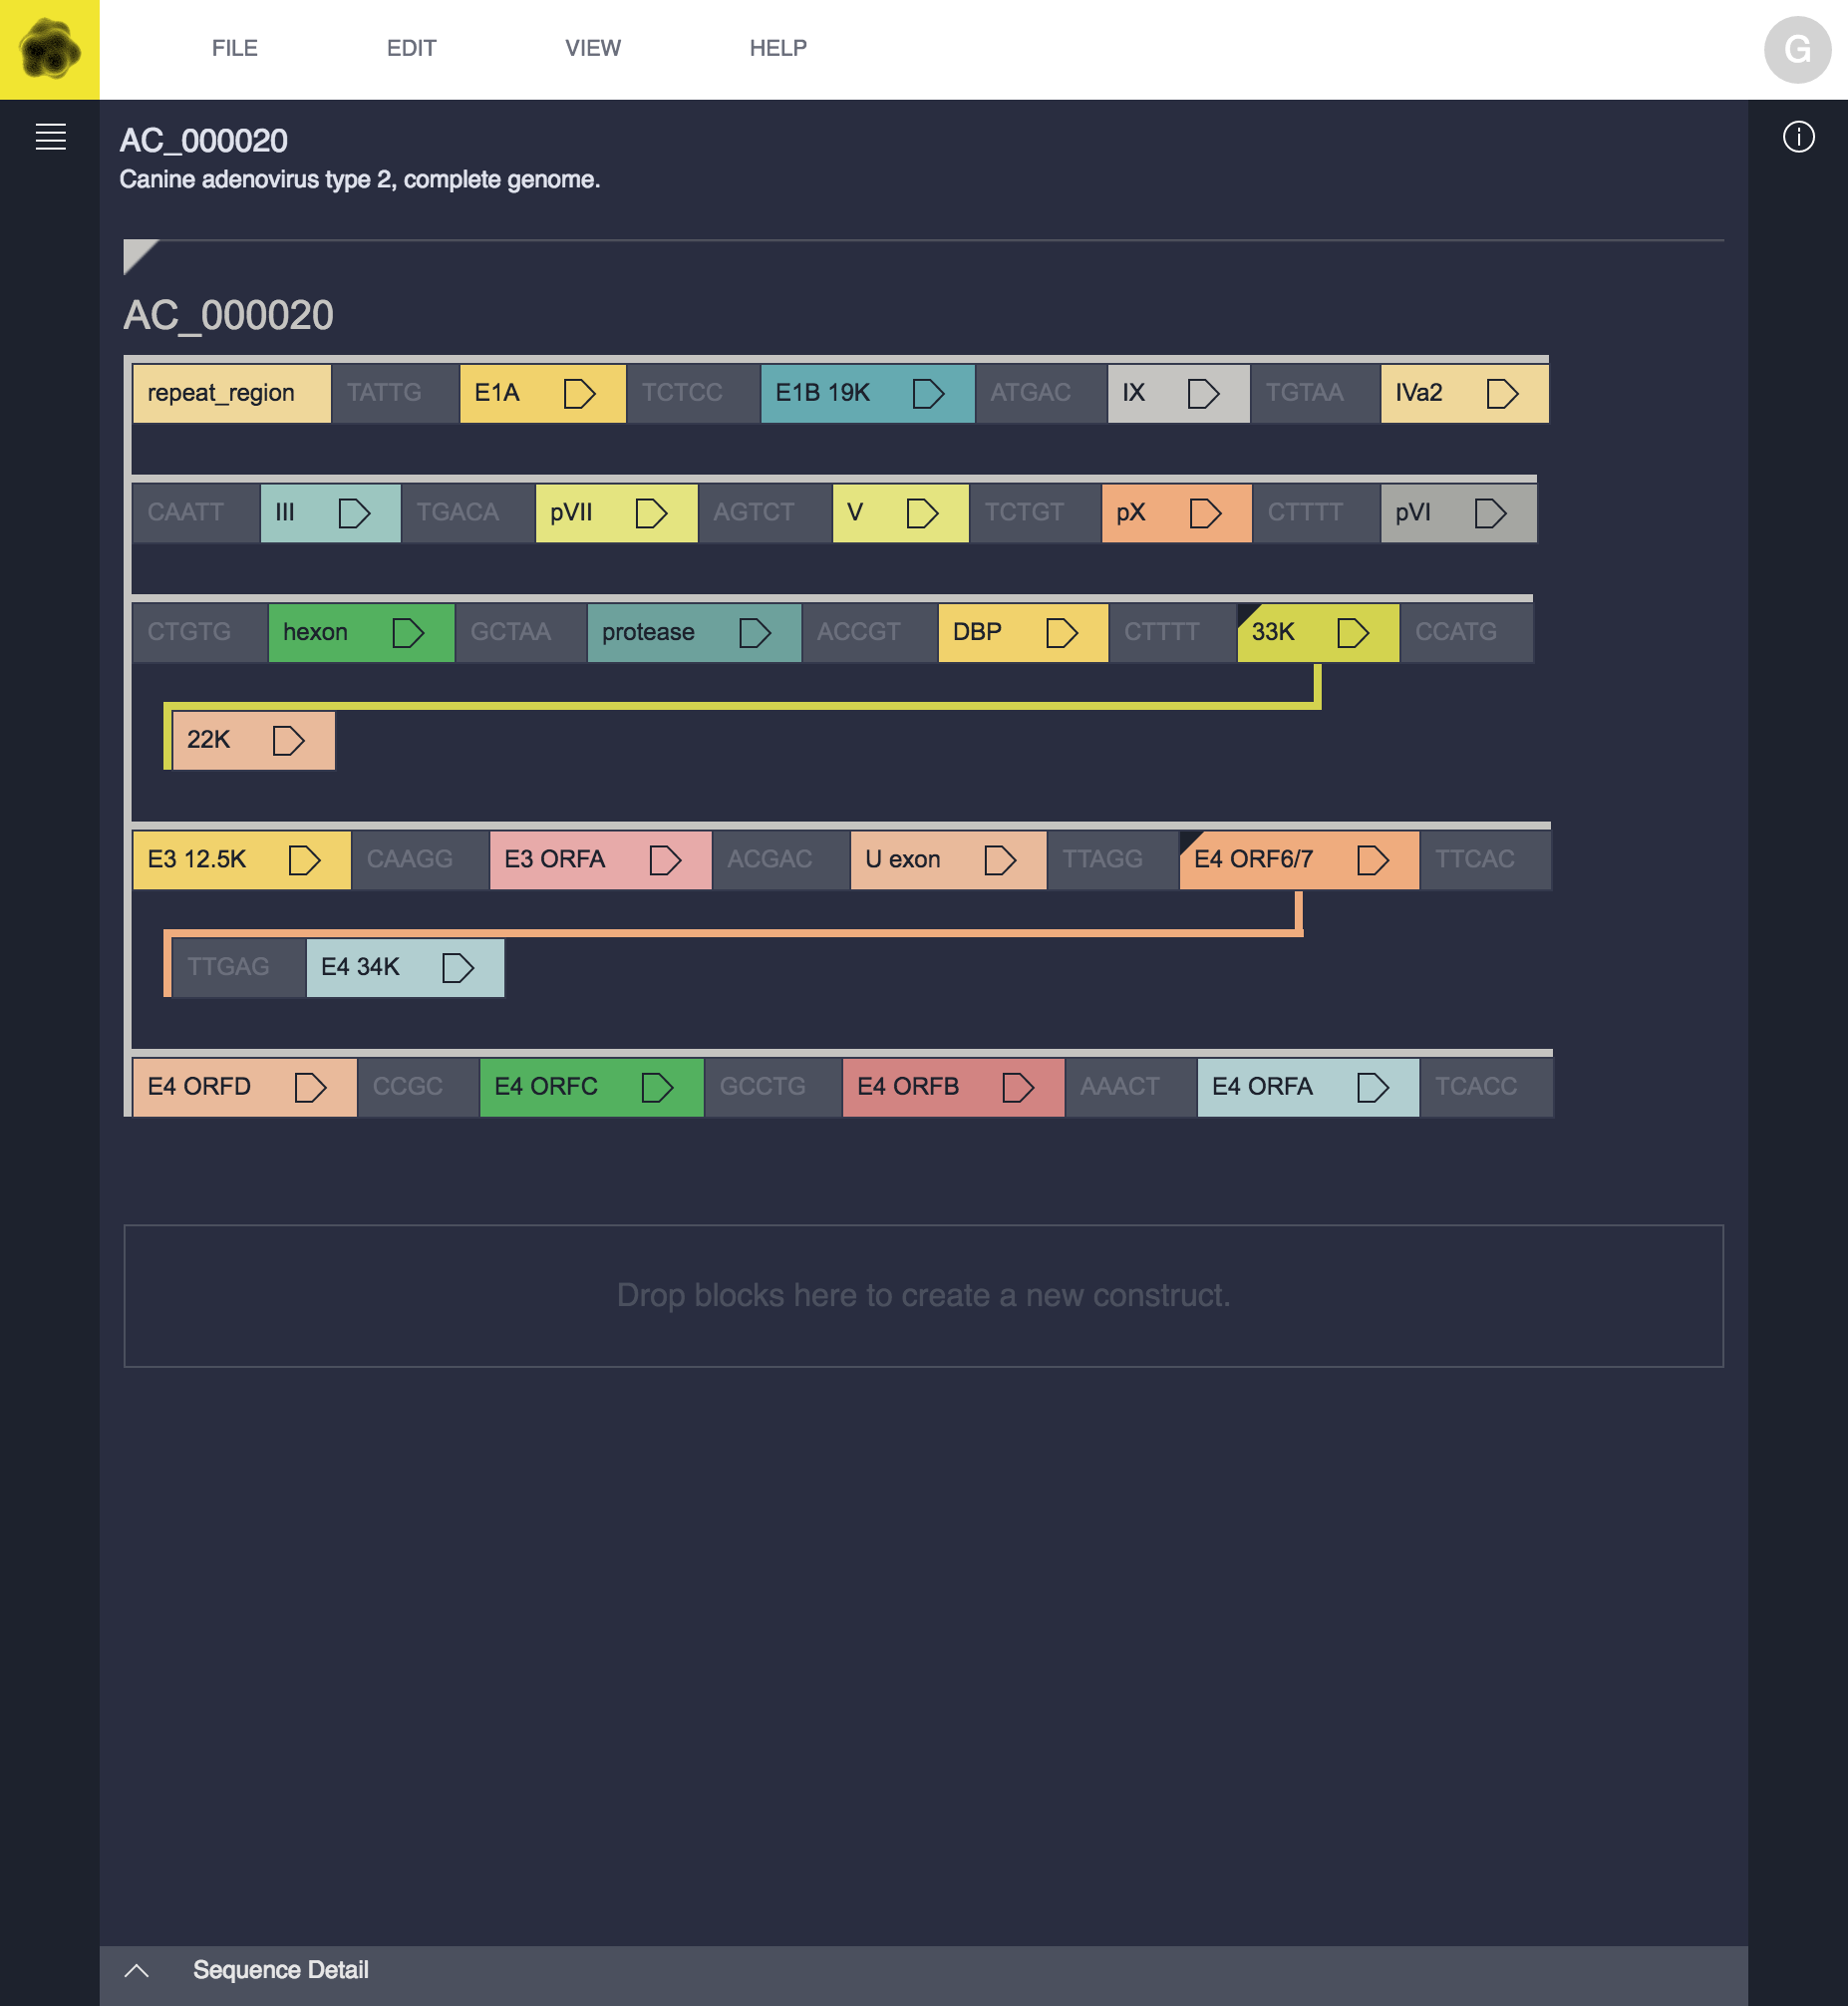 FILE EDIT VIEW HELP G
AC_000020
Canine adenovirus type 2, complete genome.
AC_000020
repeat_region TATTG E1A TCTCC E1B 19K ATGAC IX TGTAA IVa2
CAATT III TGACA pVII AGTCT V TCTGT pX CTTTT pVI
CTGTG hexon GCTAA protease ACCGT DBP CTTTT 33K CCATG
22K
E3 12.5K CAAGG E3 ORFA ACGAC U exon TTAGG E4 ORF6/7 TTCAC
TTGAG E4 34K
E4 ORFD CCGC E4 ORFC GCCTG E4 ORFB AAACT E4 ORFA TCACC
Drop blocks here to create a new construct.
Sequence Detail